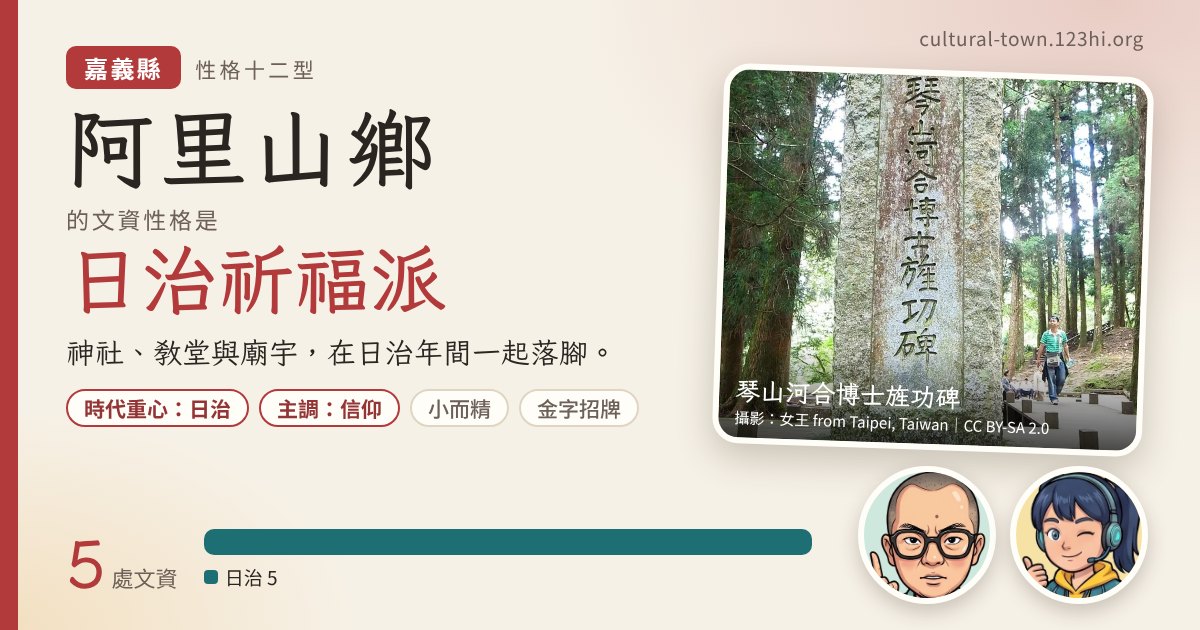 cultural-town.123hi.org
嘉義縣 性格十二型
阿里山鄉
的文資性格是
日治祈福派
神社、教堂與廟宇，在日治年間一起落腳。
時代重心：日治 主調：信仰 小而精 金字招牌
琴山河合博士旌功碑
琴山河合博士旌功碑
攝影：女王 from Taipei, Taiwan｜CC BY-SA 2.0
5 處文資
日治 5